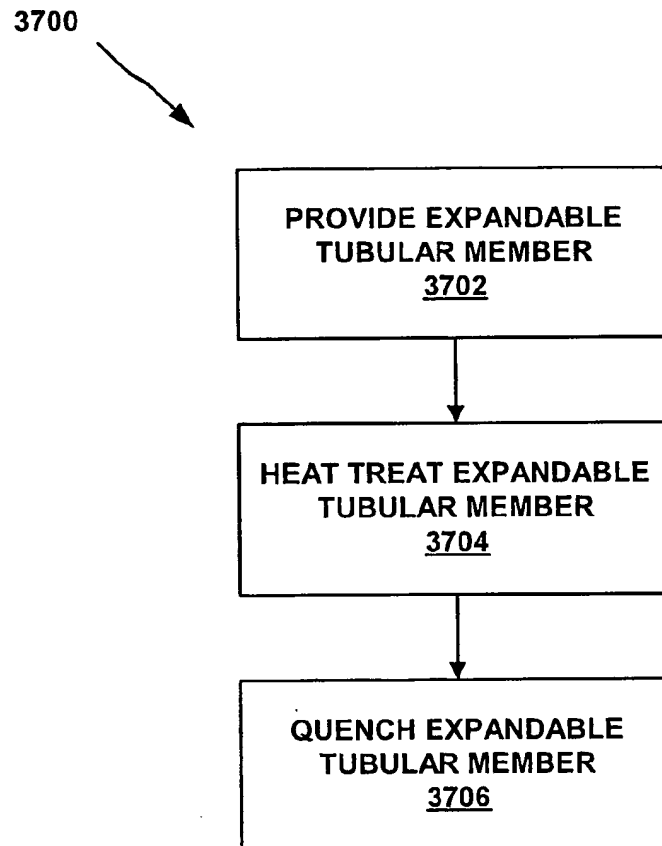 3700
PROVIDE EXPANDABLE
TUBULAR MEMBER
3702
HEAT TREAT EXPANDABLE
TUBULAR MEMBER
3704
QUENCH EXPANDABLE
TUBULAR MEMBER
3706